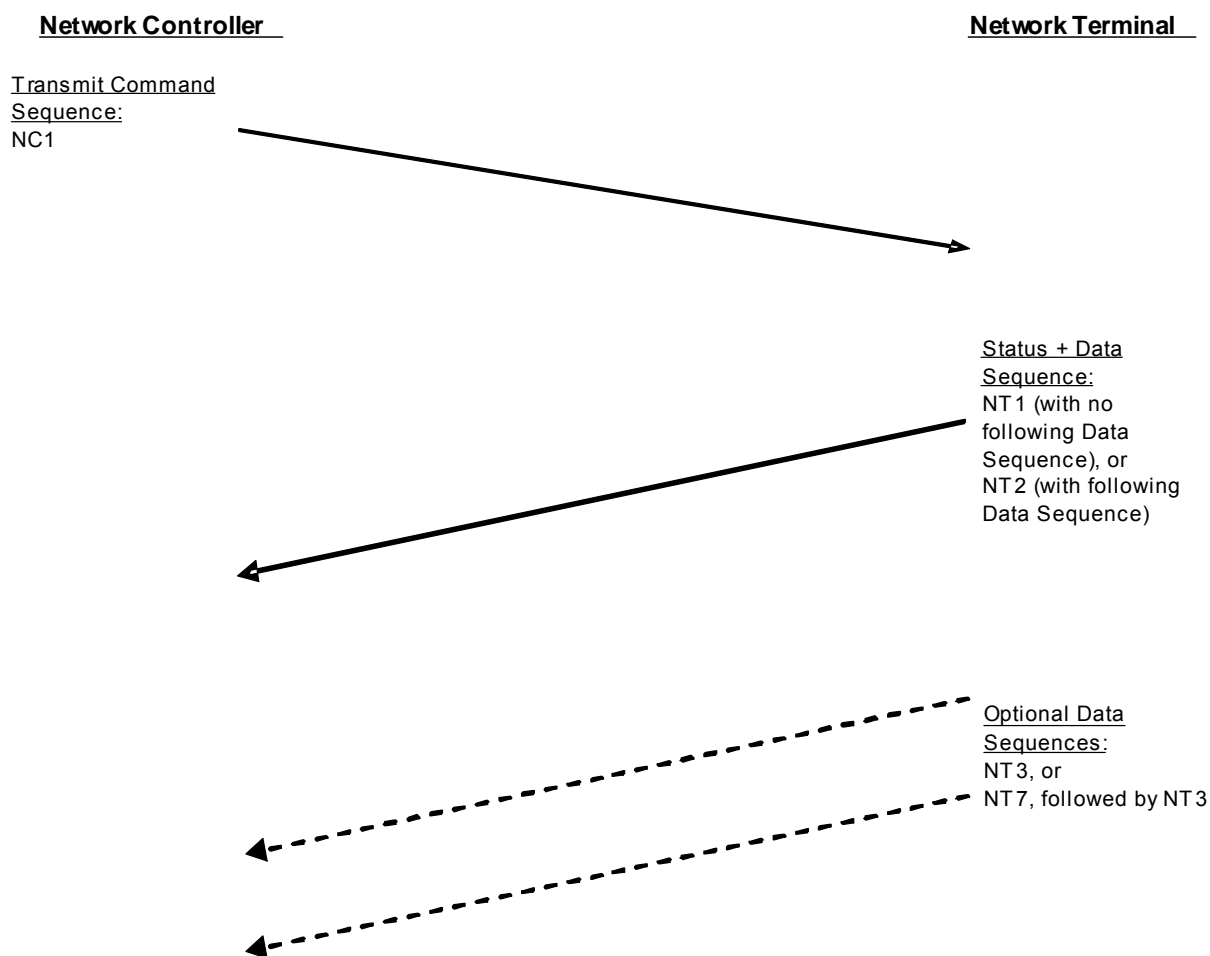 Network Controller
Network Terminal
Transmit Command
Sequence:
NC1
Status + Data
Sequence:
NT1 (with no
following Data
Sequence), or
NT2 (with following
Data Sequence)
Optional Data
Sequences:
NT3, or
NT7, followed by NT3